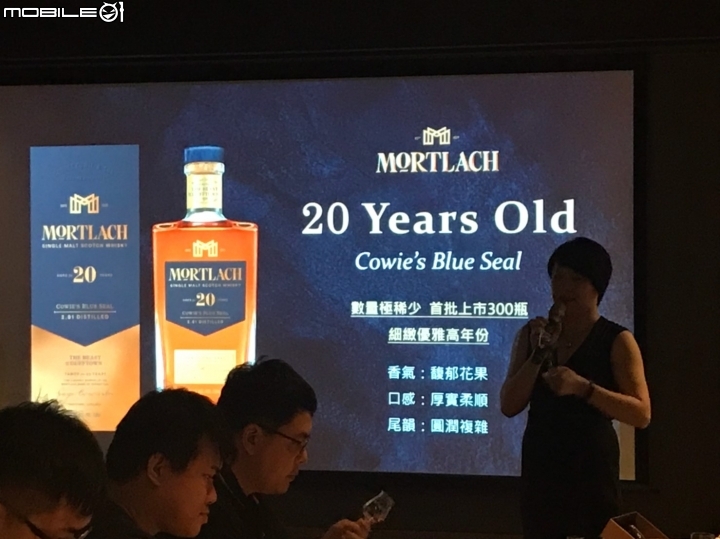 MOBILE01
MORTLACH
20 Years Old
Cowie's Blue Seal
數量極稀少 首批上市300瓶
細緻優雅高年份
香氣：馥郁花果
口感：厚實柔順
尾韻：圓潤複雜
MORTLACH
SINGLE MALT SCOTCH WHISKY
20
COWIE'S BLUE SEAL
2.81 DISTILLED
THE BEAST
OF DUFFTOWN
MORTLACH
SINGLE MALT SCOTCH WHISKY
20
COWIE'S BLUE SEAL
2.81 DISTILLED